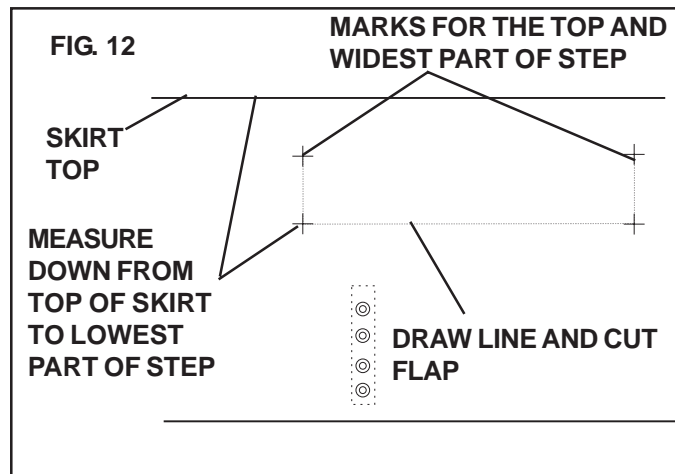 FIG. 12
MARKS FOR THE TOP AND
WIDEST PART OF STEP
SKIRT
TOP
MEASURE
DOWN FROM
TOP OF SKIRT
TO LOWEST
PART OF STEP
DRAW LINE AND CUT
FLAP